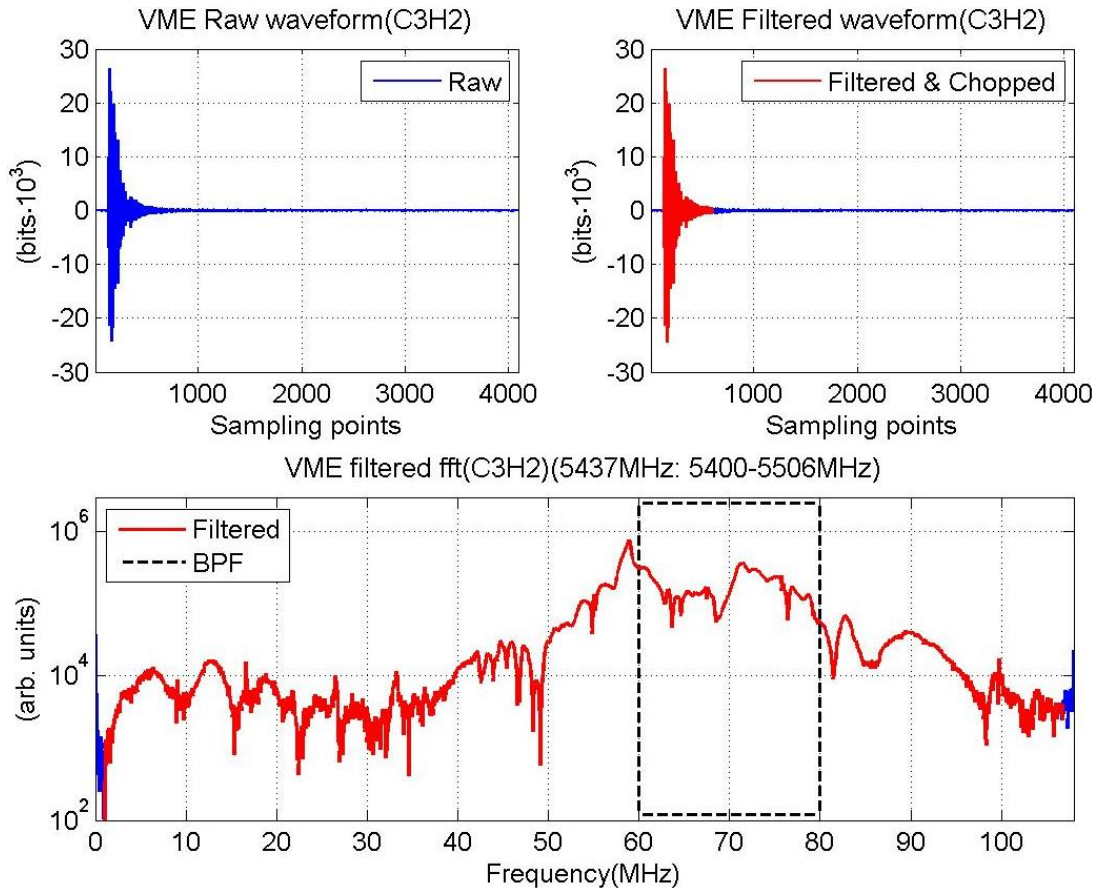 VME Raw waveform(C3H2)
30
20
10
0
-10
-20
-30
(bits·10³)
Raw
1000 2000 3000 4000
Sampling points
VME Filtered waveform(C3H2)
30
20
10
0
-10
-20
-30
(bits·10³)
Filtered & Chopped
1000 2000 3000 4000
Sampling points
VME filtered fft(C3H2)(5437MHz: 5400-5506MHz)
10⁶
10⁴
10²
(arb. units)
Filtered
BPF
0 10 20 30 40 50 60 70 80 90 100
Frequency(MHz)